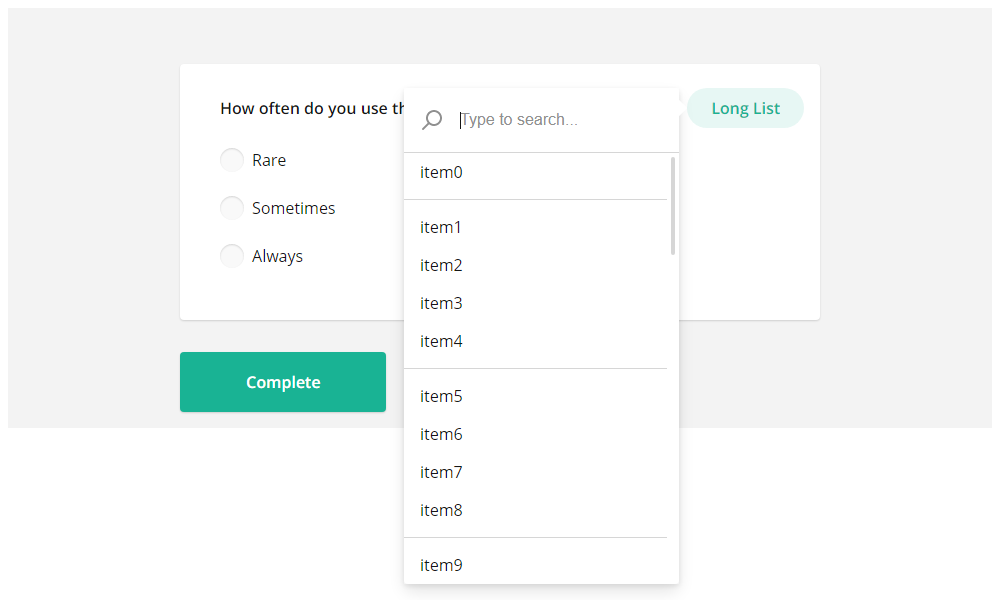 How often do you use
Long List
Type to search...
Rare
Sometimes
Always
item0
item1
item2
item3
item4
item5
item6
item7
item8
item9
Complete